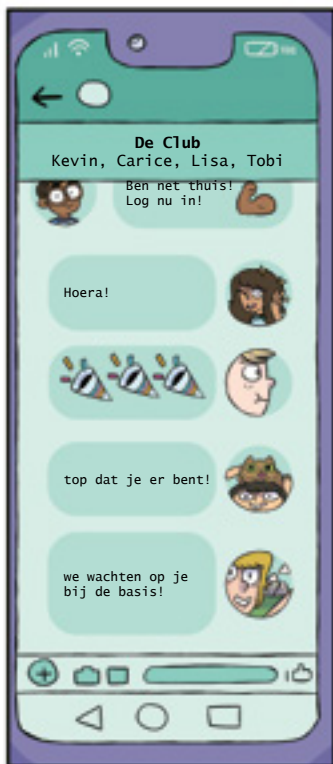 De Club
Kevin, Carice, Lisa, Tobi
Ben net thuis!
Log nu in!
Hoera!
top dat je er bent!
we wachten op je
bij de basis!